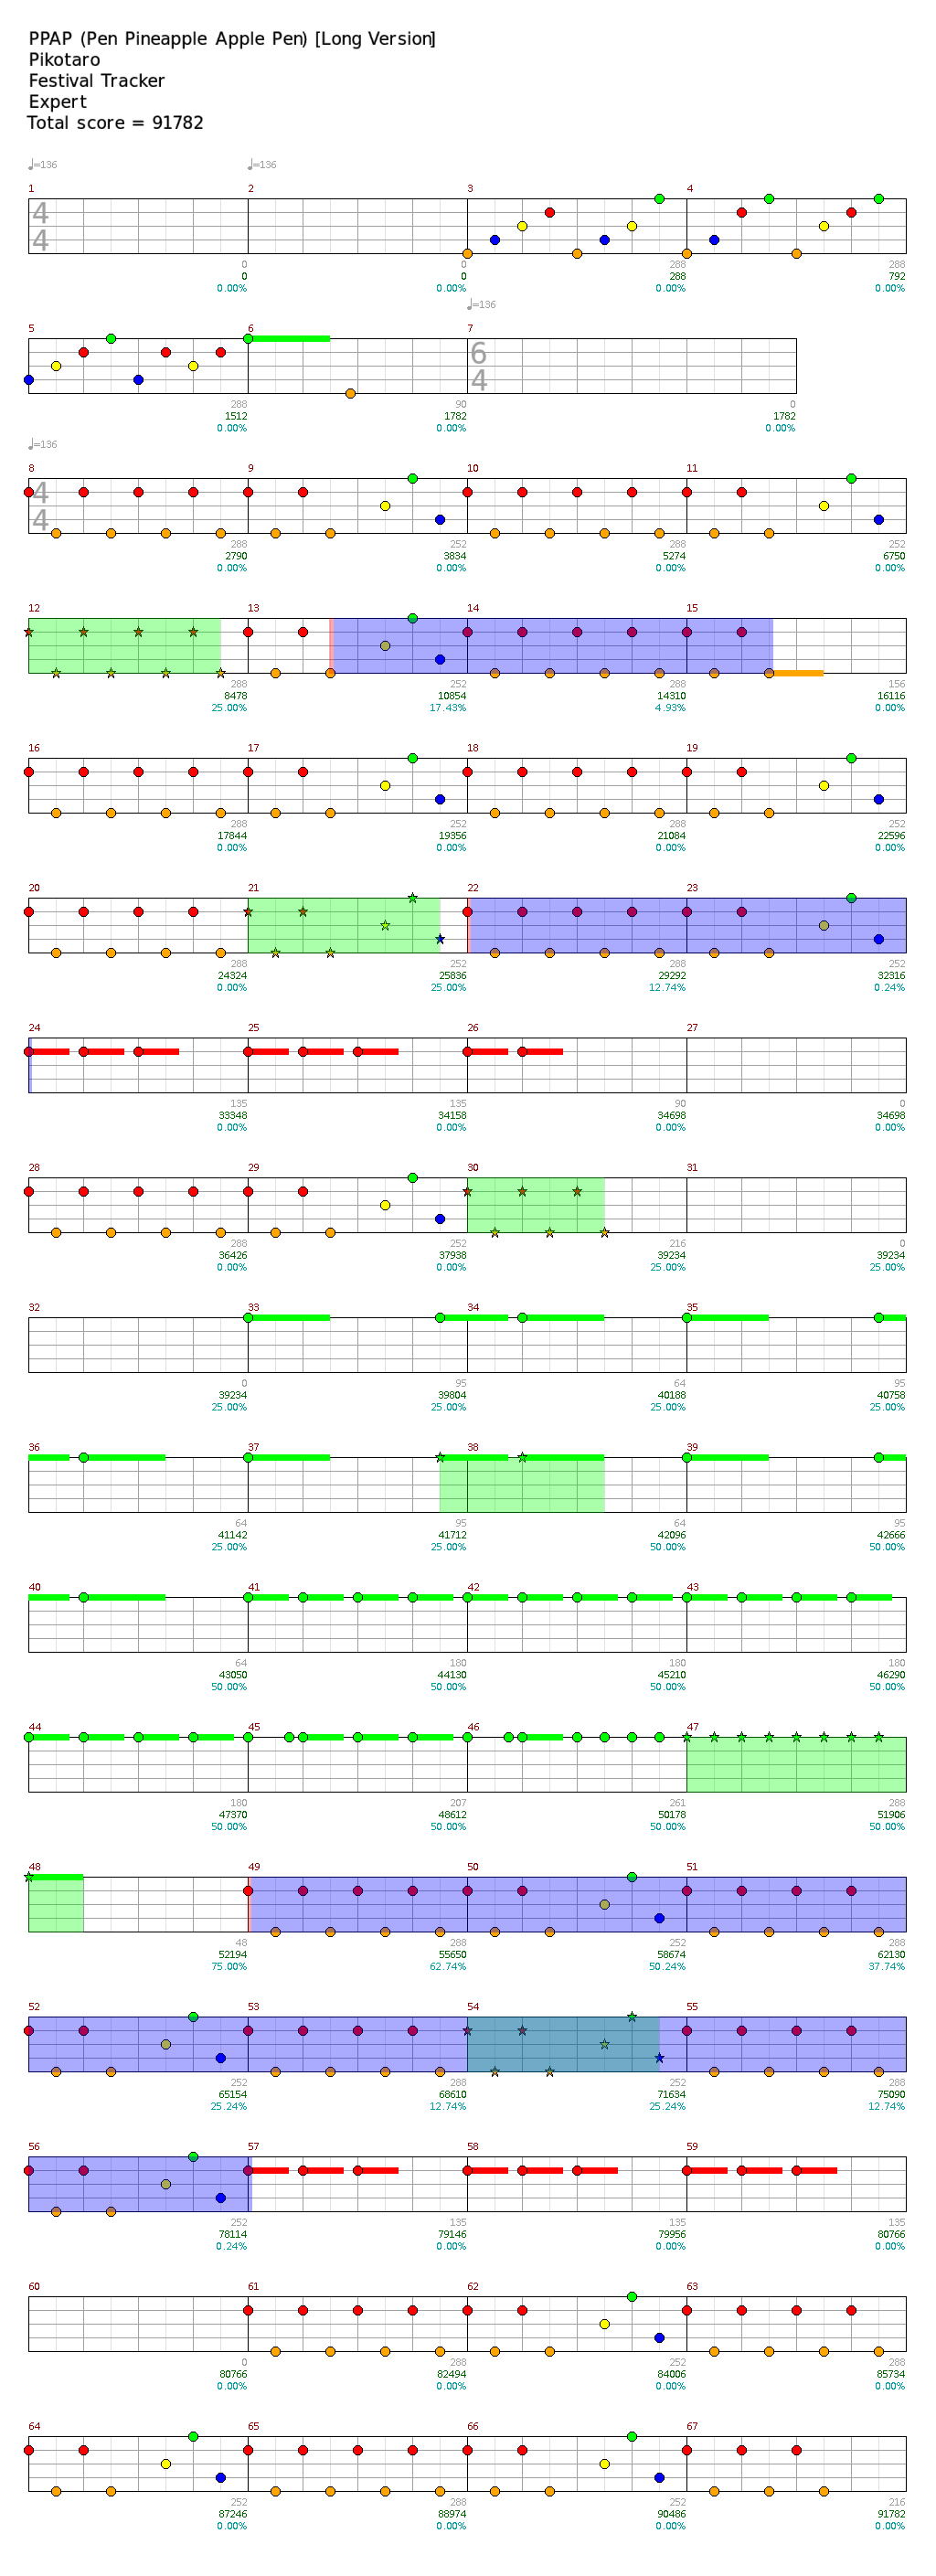 PPAP (Pen Pineapple Apple Pen) [Long Version]
Pikotaro
Festival Tracker
Expert
Total score = 91782
♩=136 ♩=136
1 2 3 4
4
4
0 0 288 288
0 0 288 792
0.00% 0.00% 0.00% 0.00%
♩=136
5 6 7
6
4
288 90 0
1512 1782 1782
0.00% 0.00% 0.00%
♩=136
8 9 10 11
4
4
288 252 288 252
2790 3834 5274 6750
0.00% 0.00% 0.00% 0.00%
12 13 14 15
288 252 288 156
8478 10854 14310 16116
25.00% 17.43% 4.93% 0.00%
16 17 18 19
288 252 288 252
17844 19356 21084 22596
0.00% 0.00% 0.00% 0.00%
20 21 22 23
288 252 288 252
24324 25836 29292 32316
0.00% 25.00% 12.74% 0.24%
24 25 26 27
135 135 90 0
33348 34158 34698 34698
0.00% 0.00% 0.00% 0.00%
28 29 30 31
288 252 216 0
36426 37938 39234 39234
0.00% 0.00% 25.00% 25.00%
32 33 34 35
0 95 64 95
39234 39804 40188 40758
25.00% 25.00% 25.00% 25.00%
36 37 38 39
64 95 64 95
41142 41712 42096 42666
25.00% 25.00% 50.00% 50.00%
40 41 42 43
64 180 180 180
43050 44130 45210 46290
50.00% 50.00% 50.00% 50.00%
44 45 46 47
180 207 261 288
47370 48612 50178 51906
50.00% 50.00% 50.00% 50.00%
48 49 50 51
48 288 252 288
52194 55650 58674 62130
75.00% 62.74% 50.24% 37.74%
52 53 54 55
252 288 252 288
65154 68610 71634 75090
25.24% 12.74% 25.24% 12.74%
56 57 58 59
252 135 135 135
78114 79146 79956 80766
0.24% 0.00% 0.00% 0.00%
60 61 62 63
0 288 252 288
80766 82494 84006 85734
0.00% 0.00% 0.00% 0.00%
64 65 66 67
252 288 252 216
87246 88974 90486 91782
0.00% 0.00% 0.00% 0.00%